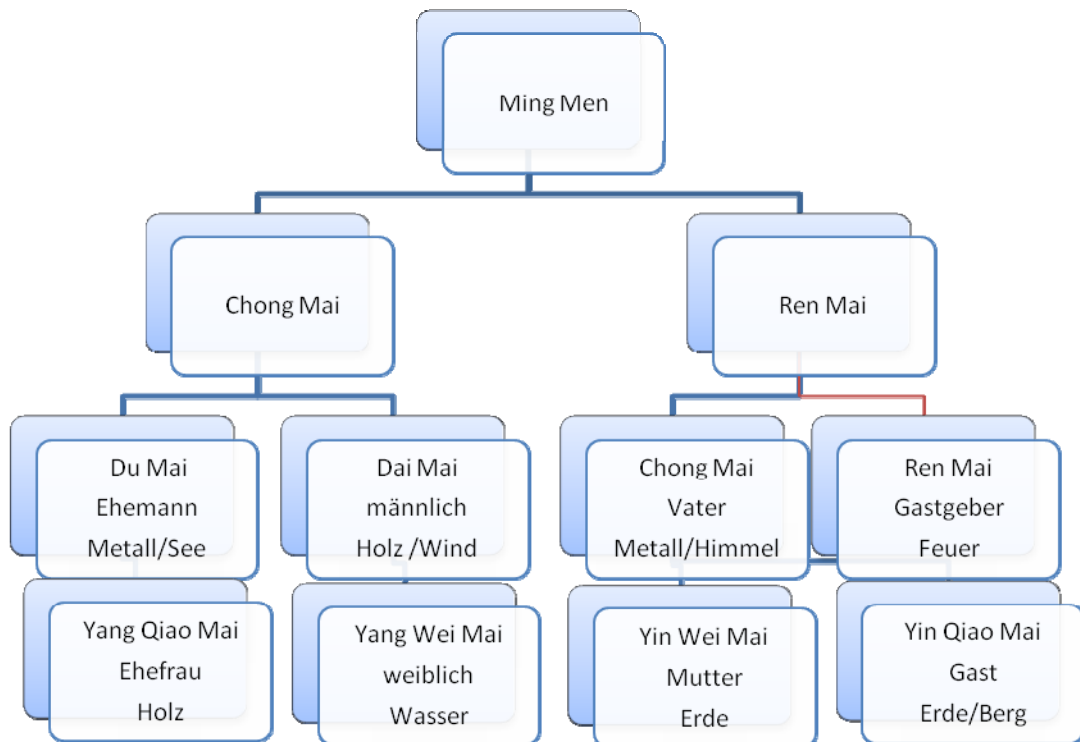 Ming Men
Chong Mai
Ren Mai
Du Mai
Ehemann
Metall/See
Dai Mai
männlich
Holz /Wind
Chong Mai
Vater
Metall/Himmel
Ren Mai
Gastgeber
Feuer
Yang Qiao Mai
Ehefrau
Holz
Yang Wei Mai
weiblich
Wasser
Yin Wei Mai
Mutter
Erde
Yin Qiao Mai
Gast
Erde/Berg